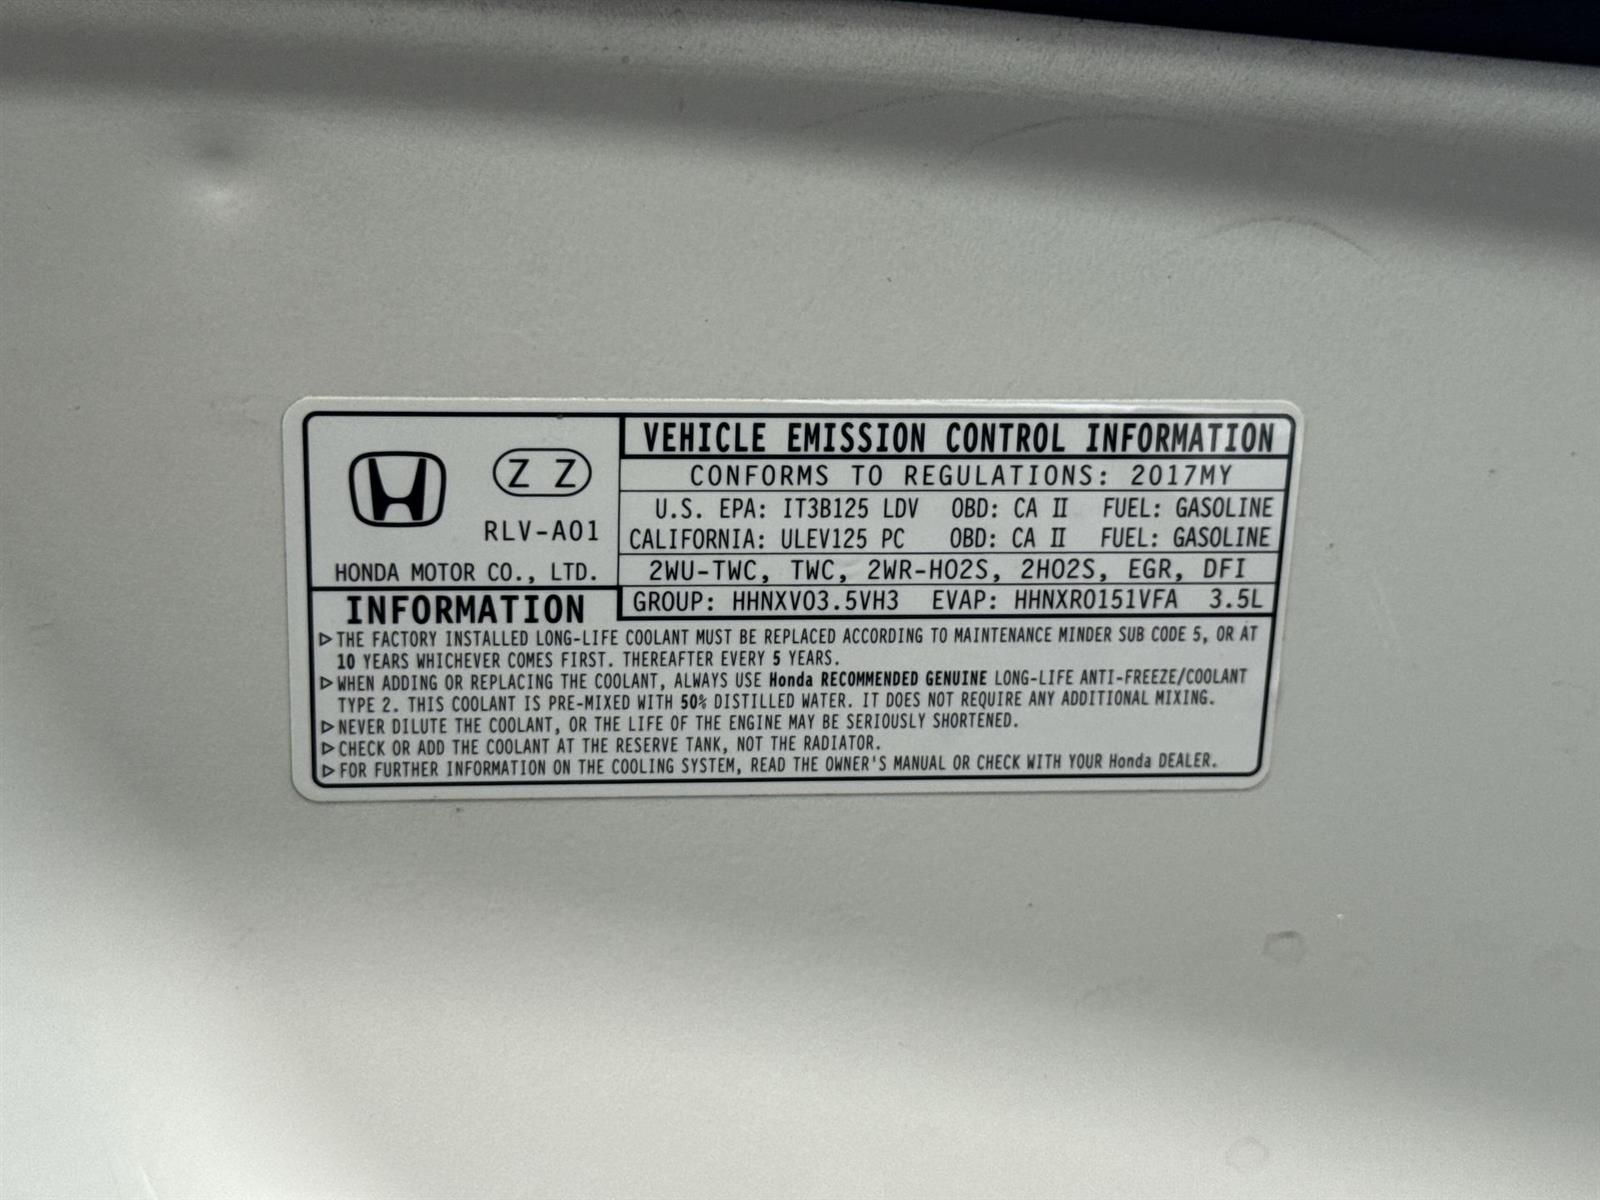 VEHICLE EMISSION CONTROL INFORMATION
CONFORMS TO REGULATIONS: 2017MY
Z Z
RLV-A01
HONDA MOTOR CO., LTD.
U.S. EPA: IT3B125 LDV OBD: CA II FUEL: GASOLINE
CALIFORNIA: ULEV125 PC OBD: CA II FUEL: GASOLINE
2WU-TWC, TWC, 2WR-HO2S, 2HO2S, EGR, DFI
GROUP: HHNXV03.5VH3 EVAP: HHNXR0151VFA 3.5L
INFORMATION
▷THE FACTORY INSTALLED LONG-LIFE COOLANT MUST BE REPLACED ACCORDING TO MAINTENANCE MINDER SUB CODE 5, OR AT
10 YEARS WHICHEVER COMES FIRST. THEREAFTER EVERY 5 YEARS.
▷WHEN ADDING OR REPLACING THE COOLANT, ALWAYS USE Honda RECOMMENDED GENUINE LONG-LIFE ANTI-FREEZE/COOLANT
TYPE 2. THIS COOLANT IS PRE-MIXED WITH 50% DISTILLED WATER. IT DOES NOT REQUIRE ANY ADDITIONAL MIXING.
▷NEVER DILUTE THE COOLANT, OR THE LIFE OF THE ENGINE MAY BE SERIOUSLY SHORTENED.
▷CHECK OR ADD THE COOLANT AT THE RESERVE TANK, NOT THE RADIATOR.
▷FOR FURTHER INFORMATION ON THE COOLING SYSTEM, READ THE OWNER'S MANUAL OR CHECK WITH YOUR Honda DEALER.